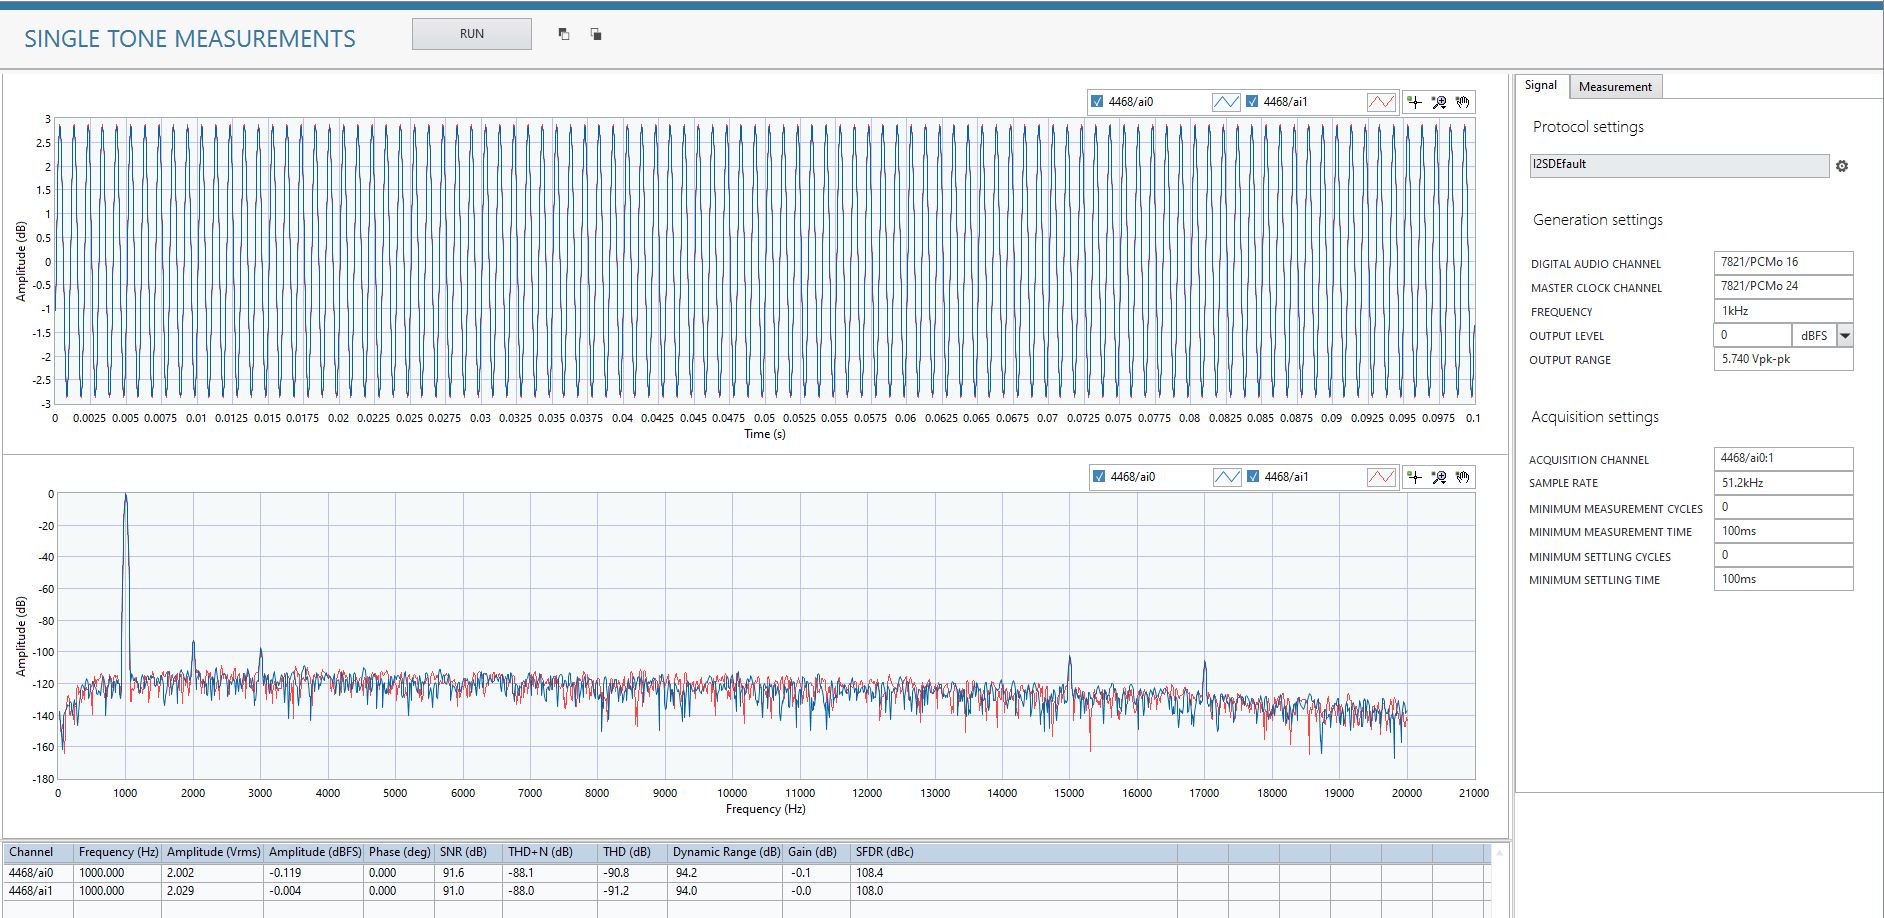 SINGLE TONE MEASUREMENTS
RUN
4468/ai0 4468/ai1
3
2.5
2
1.5
1
0.5
0
-0.5
-1
-1.5
-2
-2.5
-3
Amplitude (dB)
0 0.0025 0.005 0.0075 0.01 0.0125 0.015 0.0175 0.02 0.0225 0.025 0.0275 0.03 0.0325 0.035 0.0375 0.04 0.0425 0.045 0.0475 0.05 0.0525 0.055 0.0575 0.06 0.0625 0.065 0.0675 0.07 0.0725 0.075 0.0775 0.08 0.0825 0.085 0.0875 0.09 0.0925 0.095 0.0975 0.1
Time (s)
4468/ai0 4468/ai1
0
-20
-40
-60
-80
-100
-120
-140
-160
-180
Amplitude (dB)
0 1000 2000 3000 4000 5000 6000 7000 8000 9000 10000 11000 12000 13000 14000 15000 16000 17000 18000 19000 20000 21000
Frequency (Hz)
Channel Frequency (Hz) Amplitude (Vrms) Amplitude (dBFS) Phase (deg) SNR (dB) THD+N (dB) THD (dB) Dynamic Range (dB) Gain (dB) SFDR (dBc)
4468/ai0 1000.000 2.002 -0.119 0.000 91.6 -88.1 -90.8 94.2 -0.1 108.4
4468/ai1 1000.000 2.029 -0.004 0.000 91.0 -88.0 -91.2 94.0 -0.0 108.0
Signal Measurement
Protocol settings
I2SDEfault
Generation settings
DIGITAL AUDIO CHANNEL 7821/PCMo 16
MASTER CLOCK CHANNEL 7821/PCMo 24
FREQUENCY 1kHz
OUTPUT LEVEL 0 dBFS
OUTPUT RANGE 5.740 Vpk-pk
Acquisition settings
ACQUISITION CHANNEL 4468/ai0:1
SAMPLE RATE 51.2kHz
MINIMUM MEASUREMENT CYCLES 0
MINIMUM MEASUREMENT TIME 100ms
MINIMUM SETTLING CYCLES 0
MINIMUM SETTLING TIME 100ms